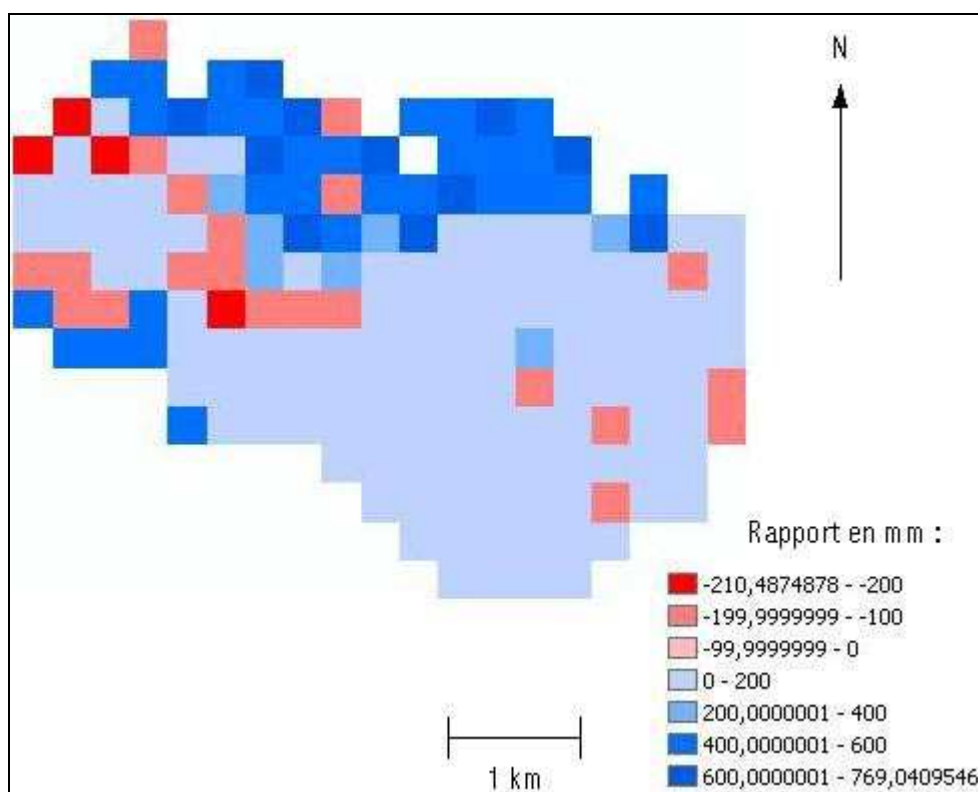 N
Rapport en mm :
-210,4874878 - -200
-199,9999999 - -100
-99,9999999 - 0
0 - 200
200,0000001 - 400
400,0000001 - 600
600,0000001 - 769,0409546
1 km